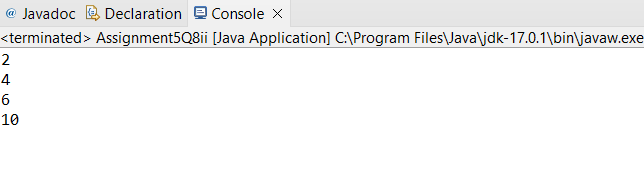 @ Javadoc Declaration Console
<terminated> Assignment5Q8ii [Java Application] C:\Program Files\Java\jdk-17.0.1\bin\javaw.exe
2
4
6
10